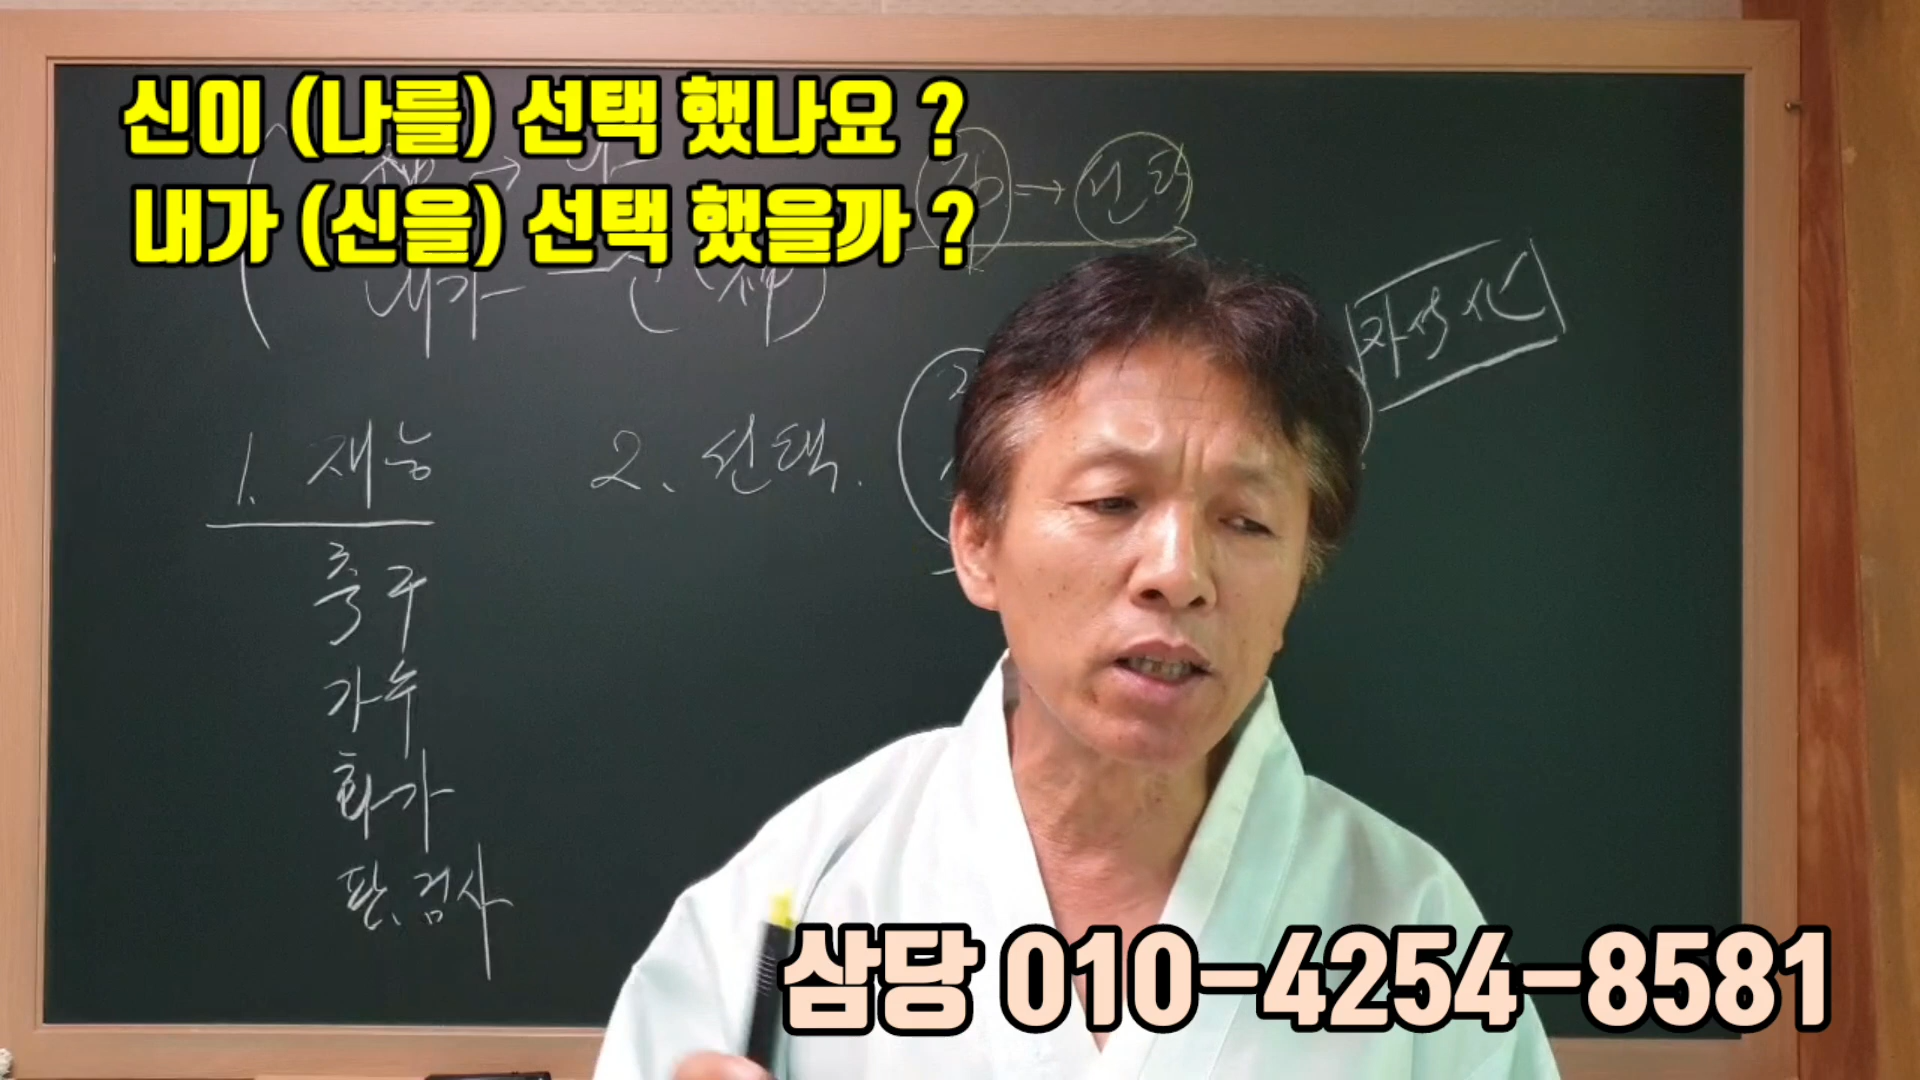 신이 (나를) 선택 했나요 ?
내가 (신을) 선택 했을까 ?
내가
1. 재능
2. 선택.
축구
가수
화가
판.검사
삼당 010-4254-8581